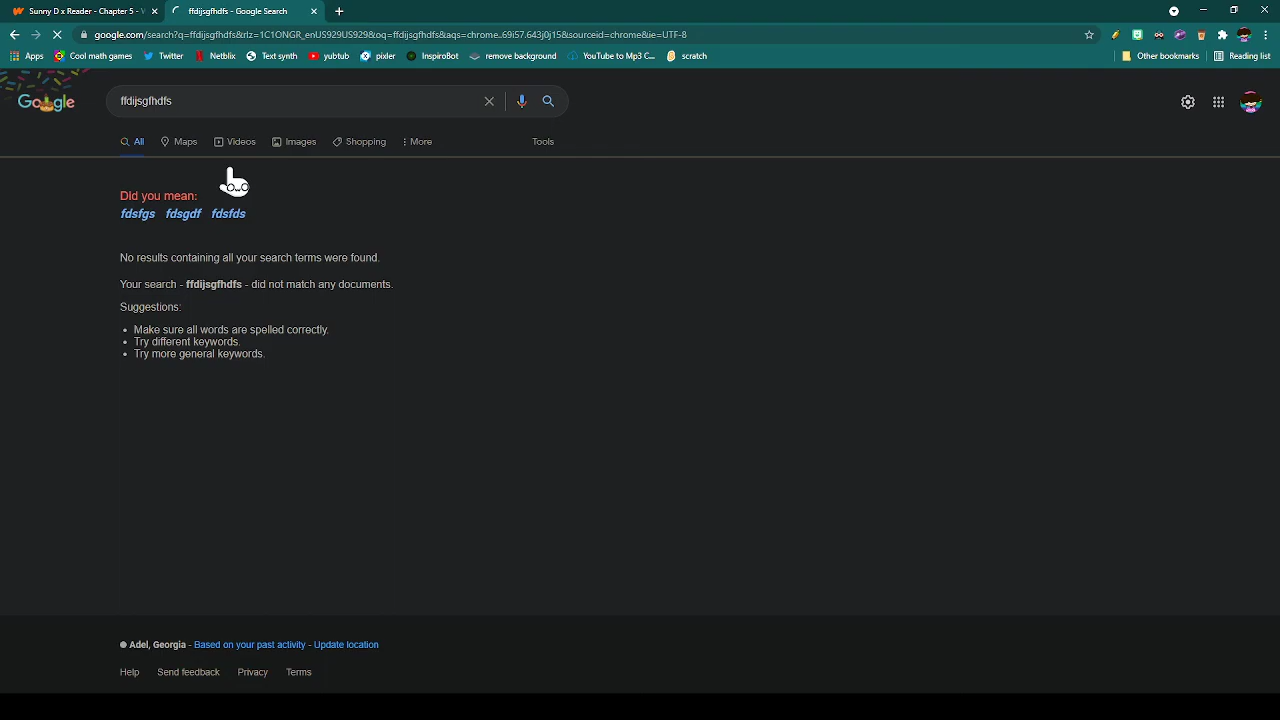 Sunny D x Reader - Chapter 5 - V
ffdijsgfhdfs - Google Search
google.com/search?q=ffdijsgfhdfs&rlz=1C1ONGR_enUS929US929&oq=ffdijsgfhdfs&aqs=chrome..69i57.643j0j15&sourceid=chrome&ie=UTF-8
Apps Cool math games Twitter Netblix Text synth yubtub pixler InspiroBot remove background YouTube to Mp3 C... scratch Other bookmarks Reading list
Google ffdijsgfhdfs
All Maps Videos Images Shopping More Tools
Did you mean:
fdsfgs fdsgdf fdsfds
No results containing all your search terms were found.
Your search - ffdijsgfhdfs - did not match any documents.
Suggestions:
Make sure all words are spelled correctly.
Try different keywords.
Try more general keywords.
Adel, Georgia - Based on your past activity - Update location
Help Send feedback Privacy Terms